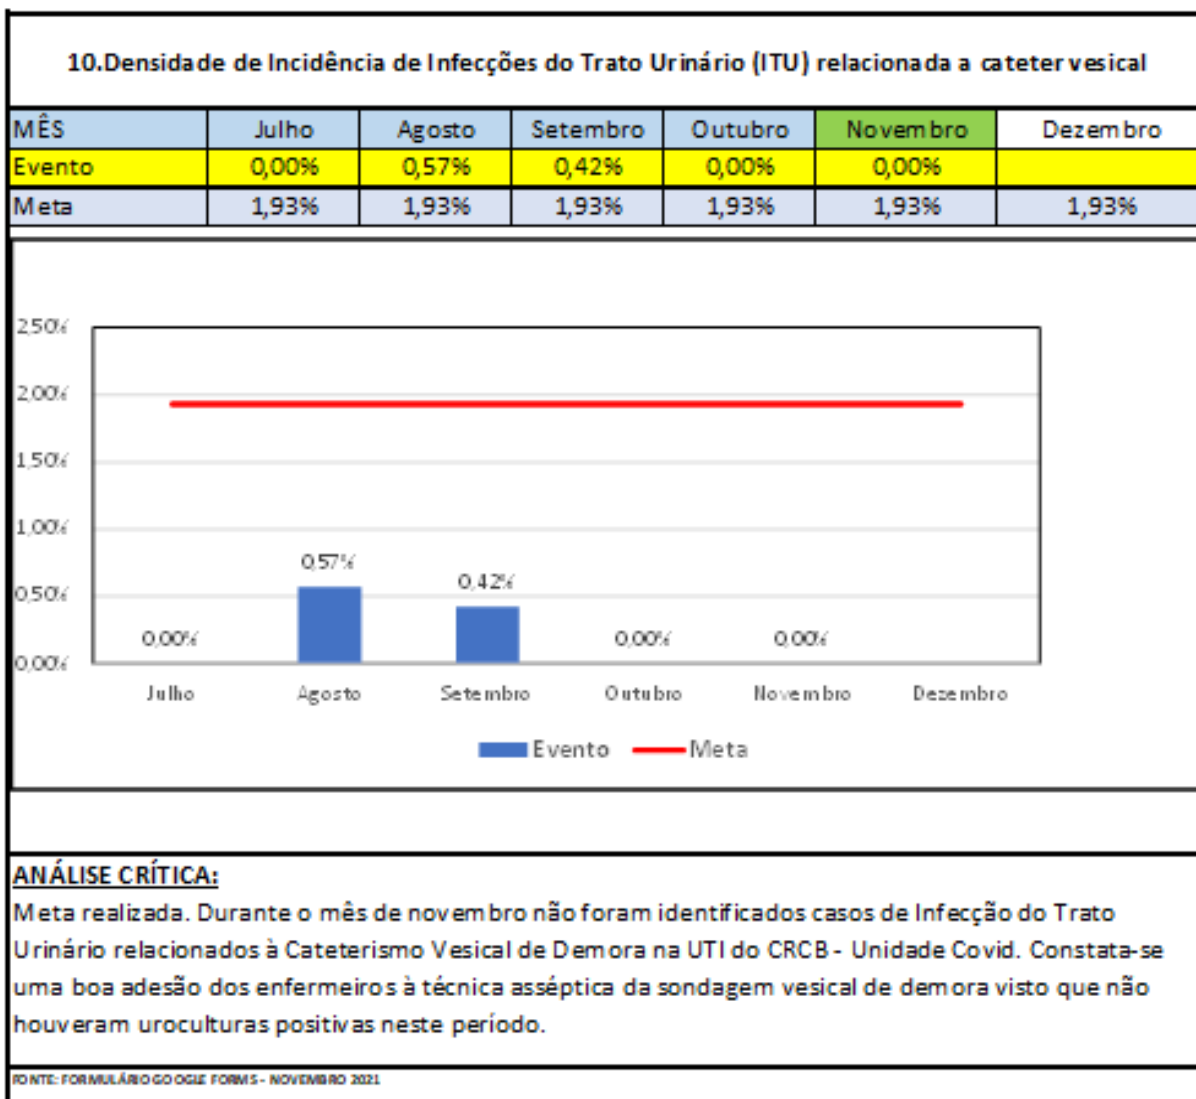 10.Densidade de Incidência de Infecções do Trato Urinário (ITU) relacionada a cateter vesical
MÊS Julho Agosto Setembro Outubro Novembro Dezembro
Evento 0,00% 0,57% 0,42% 0,00% 0,00%
Meta 1,93% 1,93% 1,93% 1,93% 1,93% 1,93%
2,50%
2,00%
1,50%
1,00%
0,50%
0,00%
0,00% 0,57% 0,42% 0,00% 0,00%
Julho Agosto Setembro Outubro Novembro Dezembro
Evento Meta
ANÁLISE CRÍTICA:
Meta realizada. Durante o mês de novembro não foram identificados casos de Infecção do Trato
Urinário relacionados à Cateterismo Vesical de Demora na UTI do CRCB - Unidade Covid. Constata-se
uma boa adesão dos enfermeiros à técnica asséptica da sondagem vesical de demora visto que não
houveram uroculturas positivas neste período.
FONTE: FORMULÁRIO GOOGLE FORMS - NOVEMBRO 2021